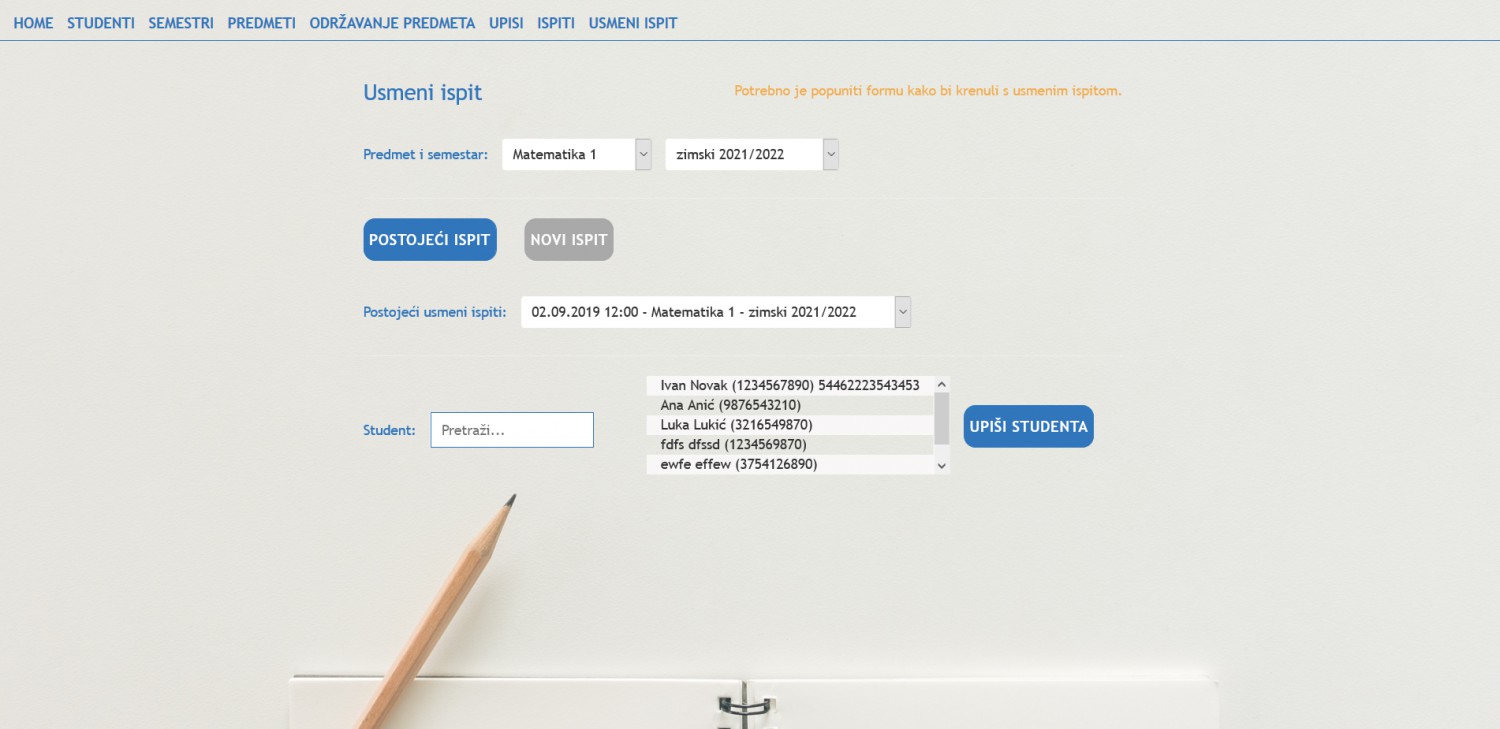 HOME STUDENTI SEMESTRI PREDMETI ODRŽAVANJE PREDMETA UPISI ISPITI USMENI ISPIT
Usmeni ispit
Potrebno je popuniti formu kako bi krenuli s usmenim ispitom.
Predmet i semestar: Matematika 1 zimski 2021/2022
POSTOJEĆI ISPIT NOVI ISPIT
Postojeći usmeni ispiti: 02.09.2019 12:00 - Matematika 1 - zimski 2021/2022
Ivan Novak (1234567890) 54462223543453
Ana Anić (9876543210)
Luka Lukić (3216549870)
fdfs dfssd (1234569870)
ewfe effew (3754126890)
Student: Pretraži...
UPIŠI STUDENTA